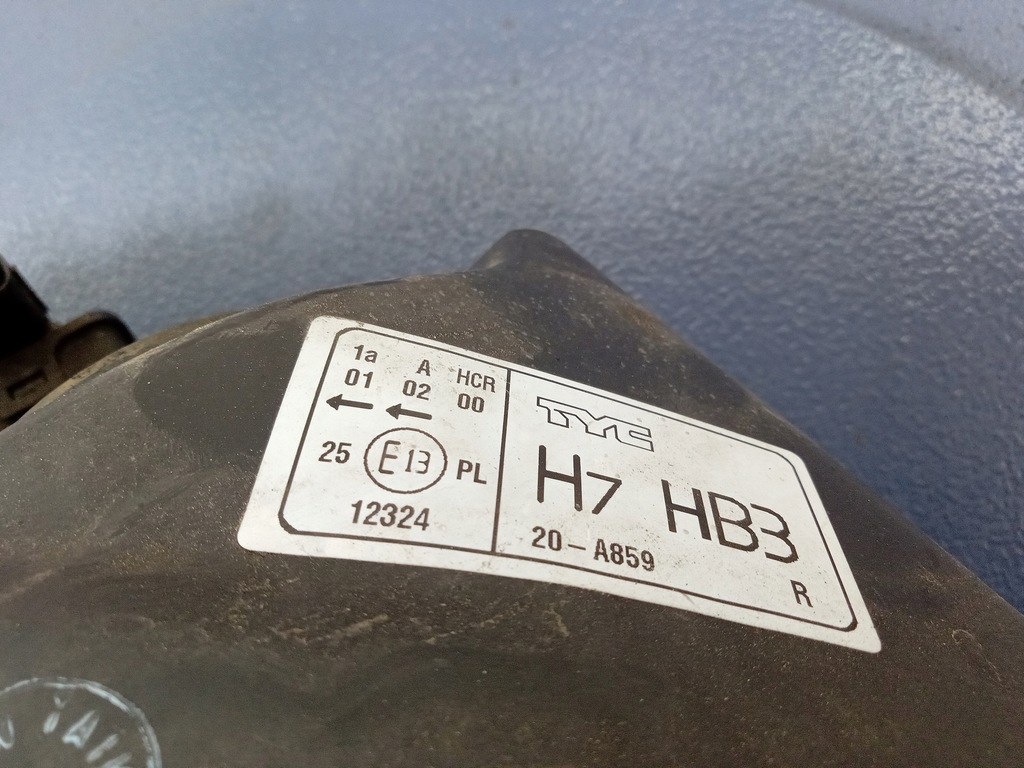 1a A HCR
01 02 00
← ←
25 E13 PL
12324
TYC
H7 HB3
20-A859
R